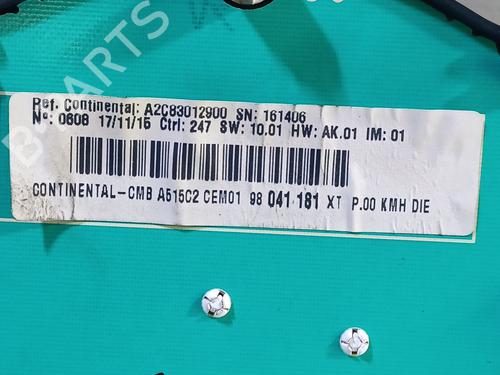 B-PARTS
Ref. Continental: A2C83012900 SN: 161406
Nº: 0808 17/11/15 Ctrl: 247 SW: 10.01 HW: AK.01 IM: 01
CONTINENTAL-CMB A515C2 CEM01 98 041 181 XT P.00 KMH DIE